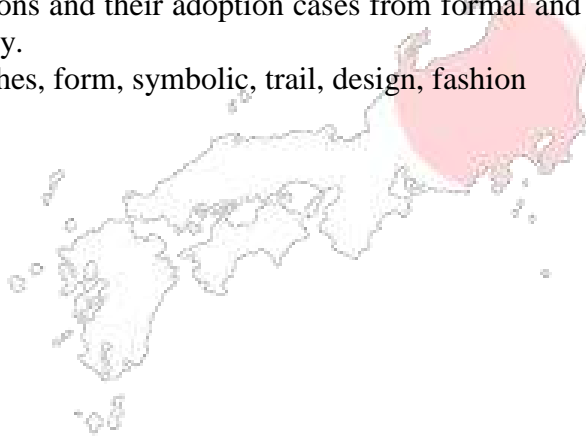 ons and their adoption cases from formal and
y.
hes, form, symbolic, trail, design, fashion